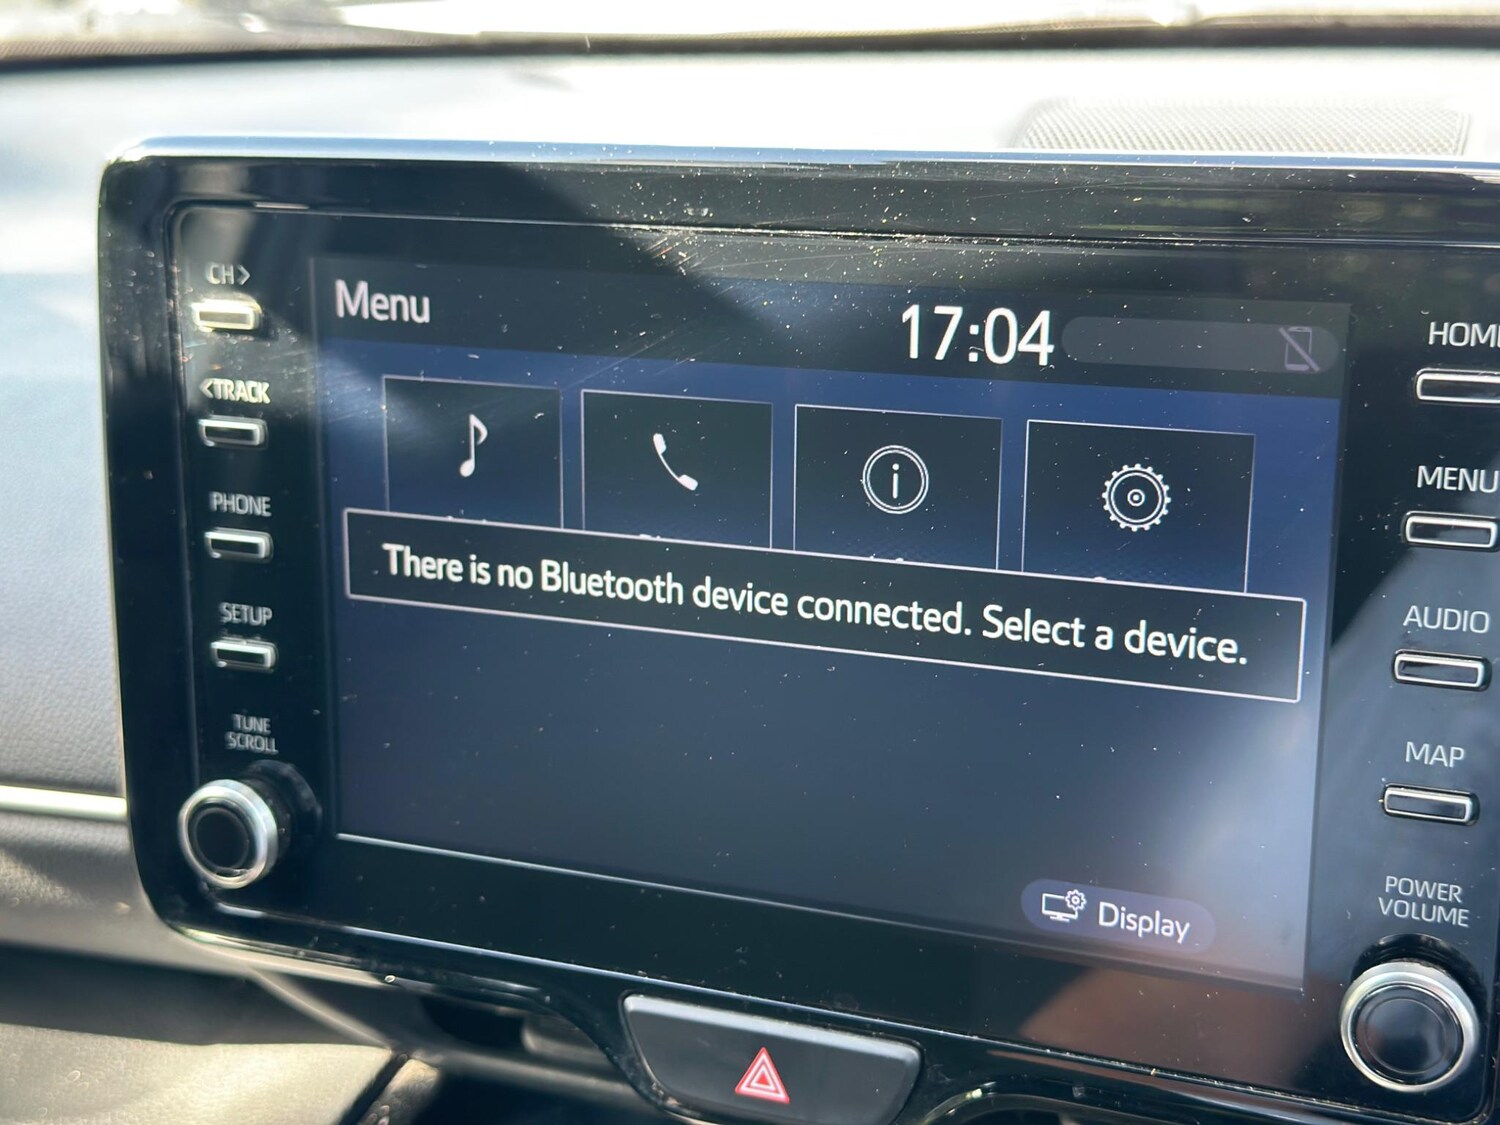 CH>
<TRACK
PHONE
SETUP
TUNE
SCROLL
Menu
17:04
There is no Bluetooth device connected. Select a device.
Display
MENU
AUDIO
MAP
POWER
VOLUME